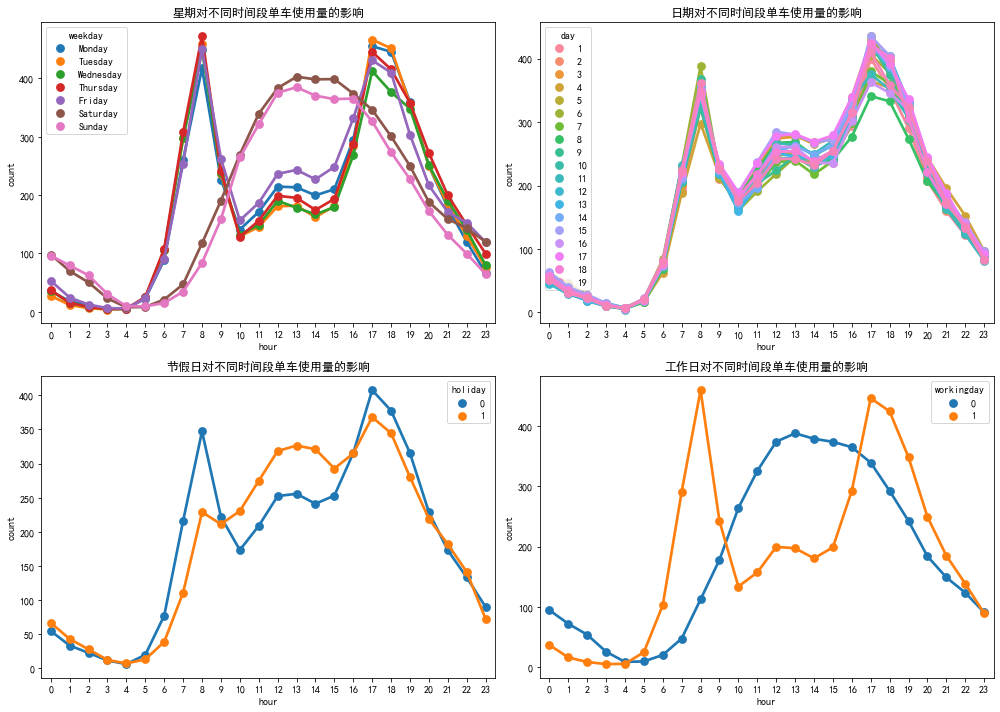 星期对不同时间段单车使用量的影响
count
400
300
200
100
0
weekday
Monday
Tuesday
Wednesday
Thursday
Friday
Saturday
Sunday
0 1 2 3 4 5 6 7 8 9 10 11 12 13 14 15 16 17 18 19 20 21 22 23
hour
日期对不同时间段单车使用量的影响
count
400
300
200
100
0
day
1
2
3
4
5
6
7
8
9
10
11
12
13
14
15
16
17
18
19
0 1 2 3 4 5 6 7 8 9 10 11 12 13 14 15 16 17 18 19 20 21 22 23
hour
节假日对不同时间段单车使用量的影响
count
400
350
300
250
200
150
100
50
0
holiday
0
1
0 1 2 3 4 5 6 7 8 9 10 11 12 13 14 15 16 17 18 19 20 21 22 23
hour
工作日对不同时间段单车使用量的影响
count
400
300
200
100
0
workingday
0
1
0 1 2 3 4 5 6 7 8 9 10 11 12 13 14 15 16 17 18 19 20 21 22 23
hour